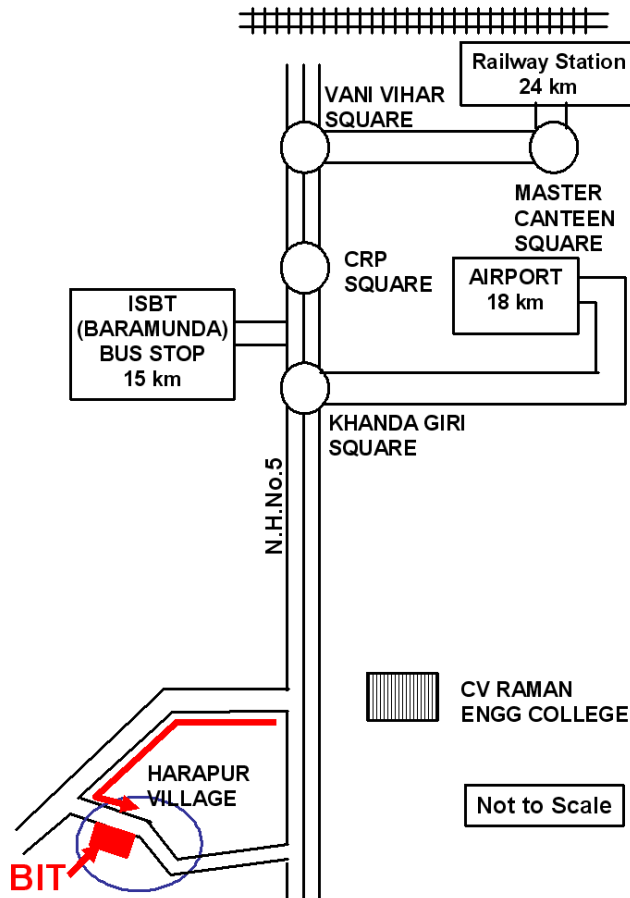 Railway Station
24 km
VANI VIHAR
SQUARE
MASTER
CANTEEN
SQUARE
CRP
SQUARE
AIRPORT
18 km
ISBT
(BARAMUNDA)
BUS STOP
15 km
KHANDA GIRI
SQUARE
N.H.No.5
CV RAMAN
ENGG COLLEGE
HARAPUR
VILLAGE
Not to Scale
BIT